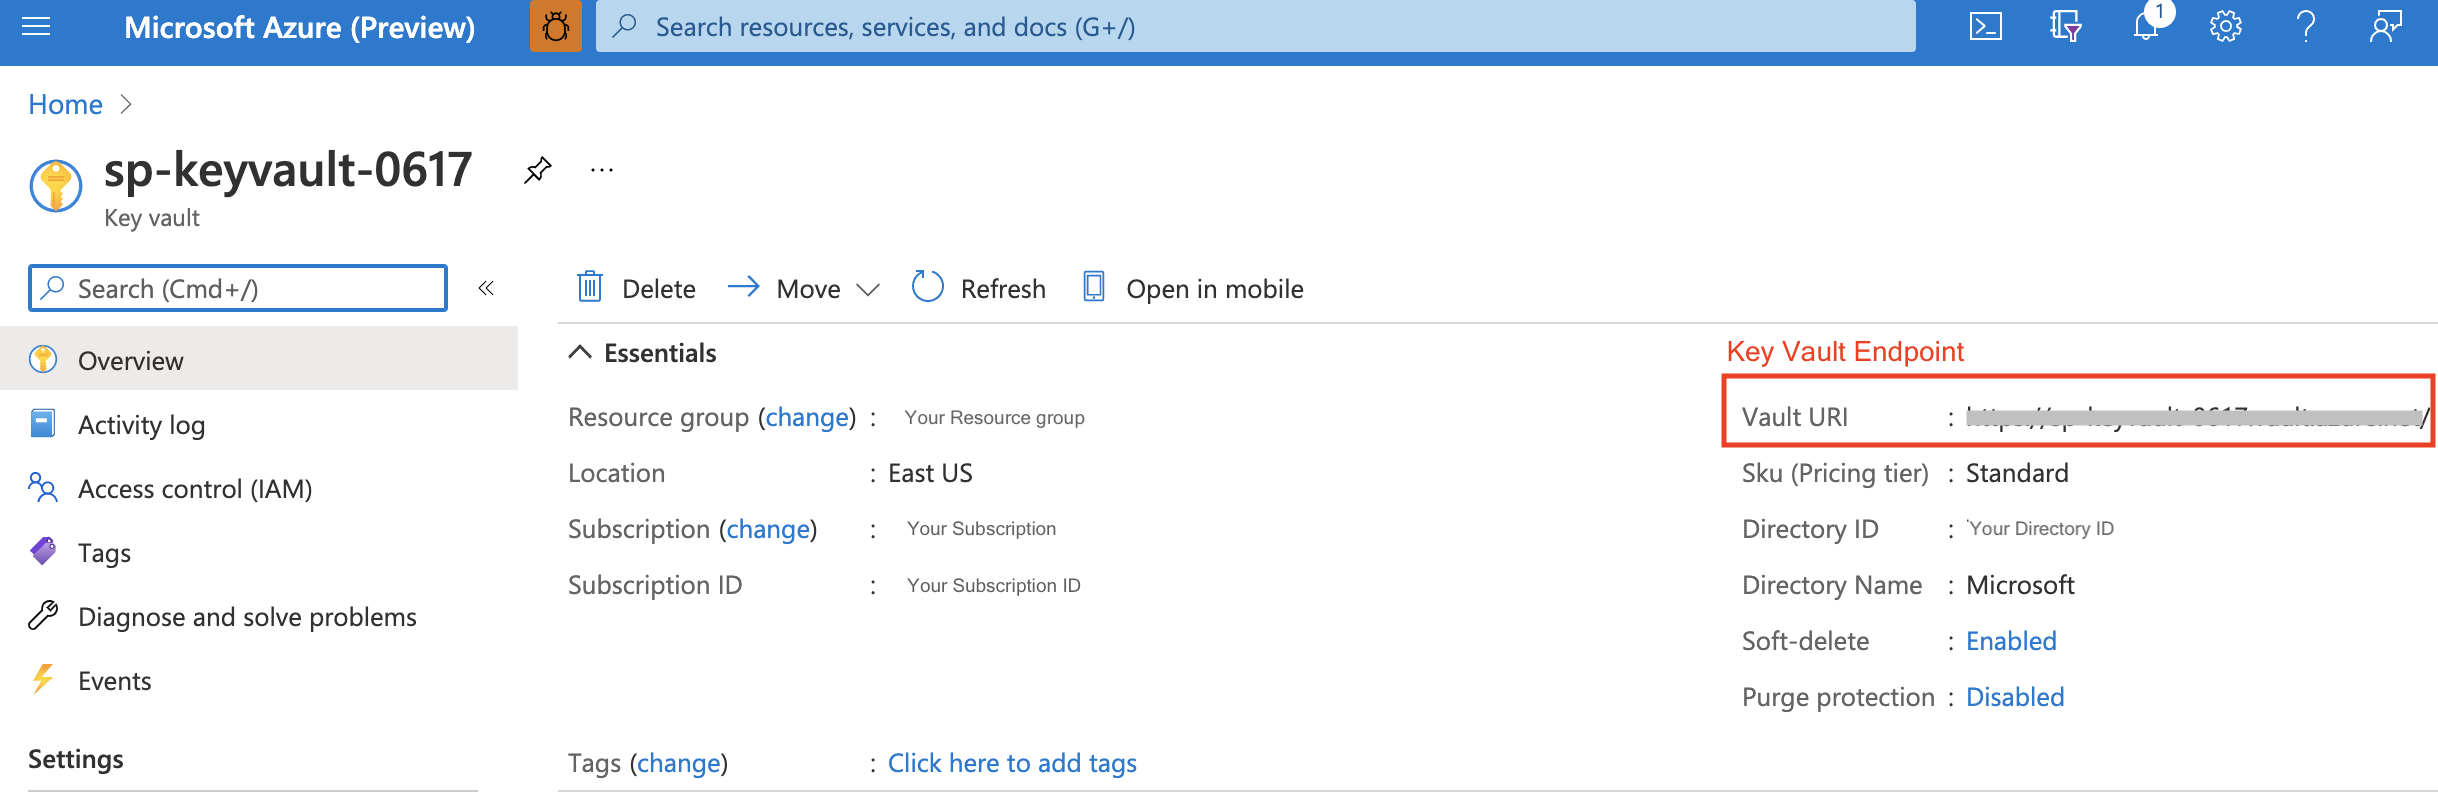 Microsoft Azure (Preview)
Search resources, services, and docs (G+/)
1
Home
sp-keyvault-0617
...
Key vault
Search (Cmd+/)
«
Delete
Move
Refresh
Open in mobile
Overview
Activity log
Access control (IAM)
Tags
Diagnose and solve problems
Events
Settings
Essentials
Resource group (change) : Your Resource group
Location : East US
Subscription (change) : Your Subscription
Subscription ID : Your Subscription ID
Tags (change) : Click here to add tags
Key Vault Endpoint
Vault URI :
Sku (Pricing tier) : Standard
Directory ID : Your Directory ID
Directory Name : Microsoft
Soft-delete : Enabled
Purge protection : Disabled